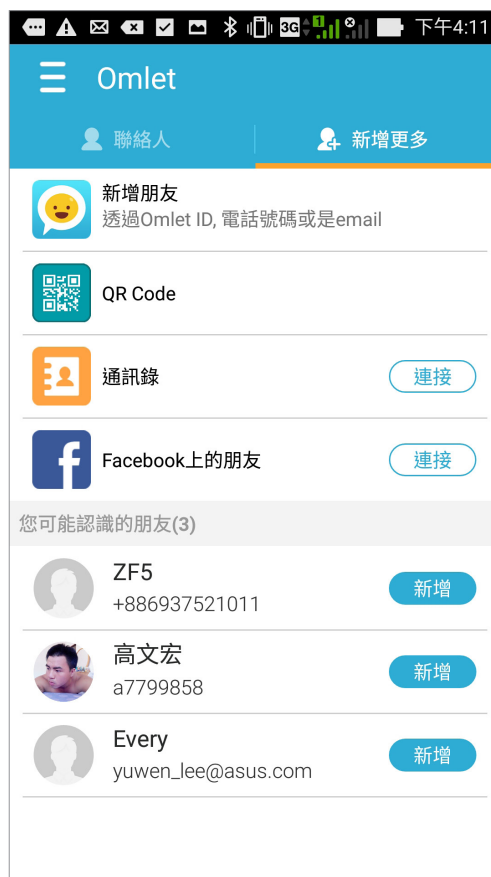 3G 1 下午4:11
Omlet
聯絡人 新增更多
新增朋友
透過Omlet ID, 電話號碼或是email
QR Code
通訊錄 連接
Facebook上的朋友 連接
您可能認識的朋友(3)
ZF5
+886937521011 新增
高文宏
a7799858 新增
Every
yuwen_lee@asus.com 新增